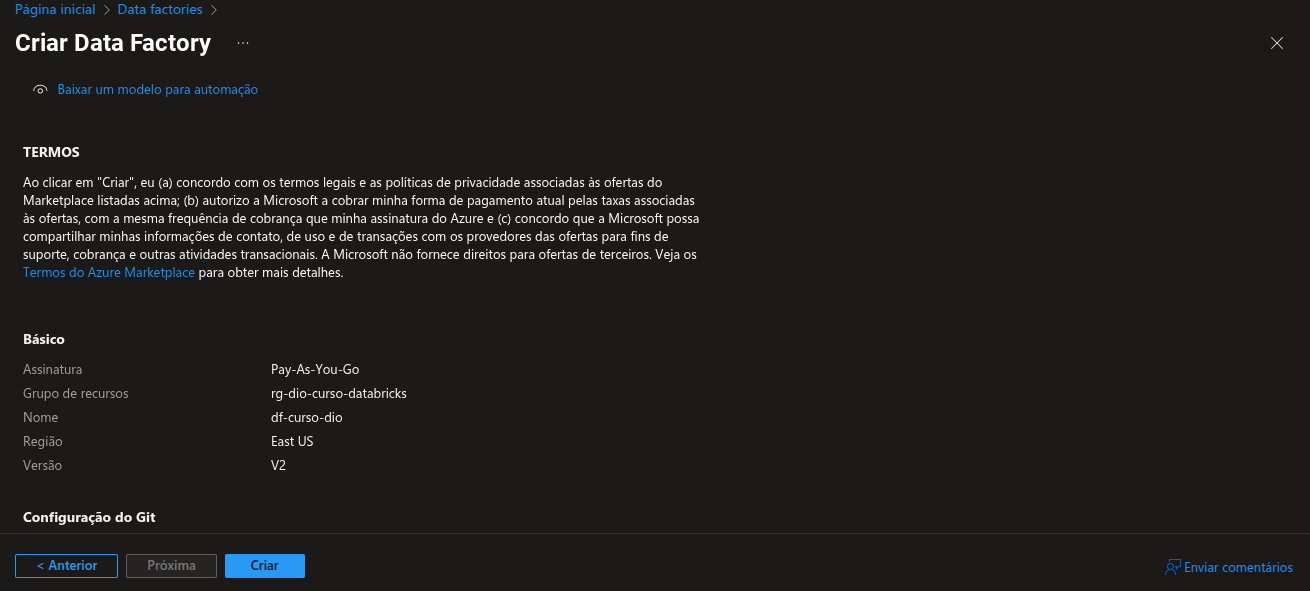 Página inicial > Data factories >
Criar Data Factory ...
Baixar um modelo para automação
TERMOS
Ao clicar em "Criar", eu (a) concordo com os termos legais e as políticas de privacidade associadas às ofertas do
Marketplace listadas acima; (b) autorizo a Microsoft a cobrar minha forma de pagamento atual pelas taxas associadas
às ofertas, com a mesma frequência de cobrança que minha assinatura do Azure e (c) concordo que a Microsoft possa
compartilhar minhas informações de contato, de uso e de transações com os provedores das ofertas para fins de
suporte, cobrança e outras atividades transacionais. A Microsoft não fornece direitos para ofertas de terceiros. Veja os
Termos do Azure Marketplace para obter mais detalhes.
Básico
Assinatura Pay-As-You-Go
Grupo de recursos rg-dio-curso-databricks
Nome df-curso-dio
Região East US
Versão V2
Configuração do Git
< Anterior Próxima Criar Enviar comentários